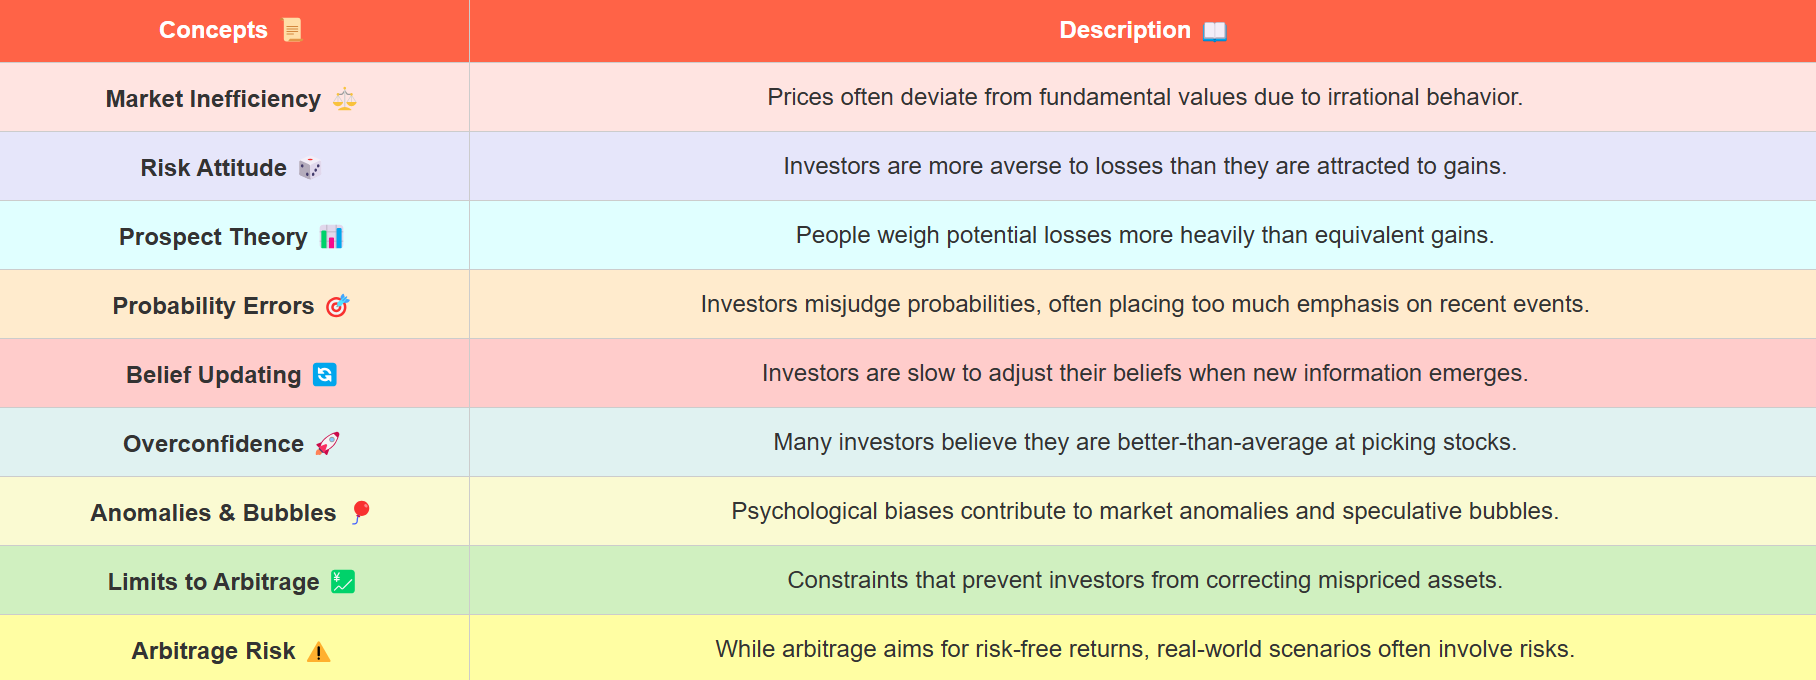 Concepts 📜 Description 📖
Market Inefficiency ⚖️ Prices often deviate from fundamental values due to irrational behavior.
Risk Attitude 🎲 Investors are more averse to losses than they are attracted to gains.
Prospect Theory 📊 People weigh potential losses more heavily than equivalent gains.
Probability Errors 🎯 Investors misjudge probabilities, often placing too much emphasis on recent events.
Belief Updating 🔄 Investors are slow to adjust their beliefs when new information emerges.
Overconfidence 🚀 Many investors believe they are better-than-average at picking stocks.
Anomalies & Bubbles 🎈 Psychological biases contribute to market anomalies and speculative bubbles.
Limits to Arbitrage 💹 Constraints that prevent investors from correcting mispriced assets.
Arbitrage Risk ⚠️ While arbitrage aims for risk-free returns, real-world scenarios often involve risks.